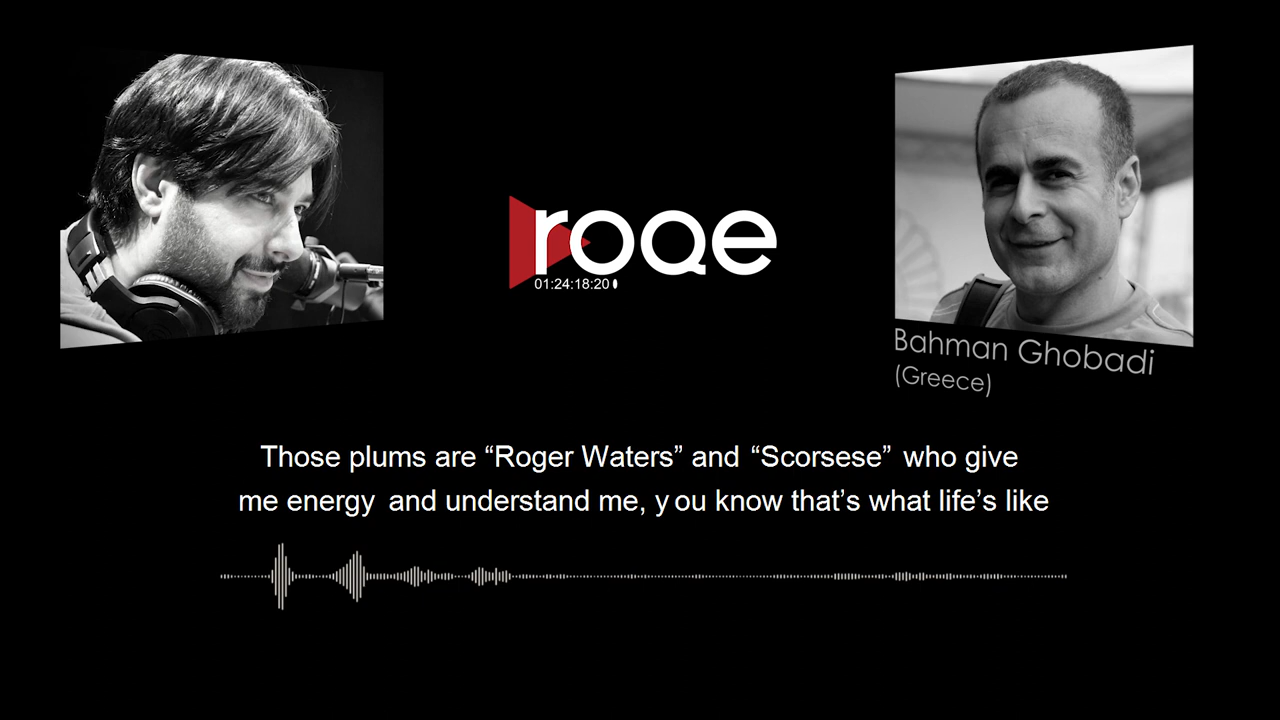 roqe
01:24:18:20
Bahman Ghobadi
(Greece)
Those plums are “Roger Waters” and “Scorsese” who give
me energy and understand me, you know that’s what life’s like